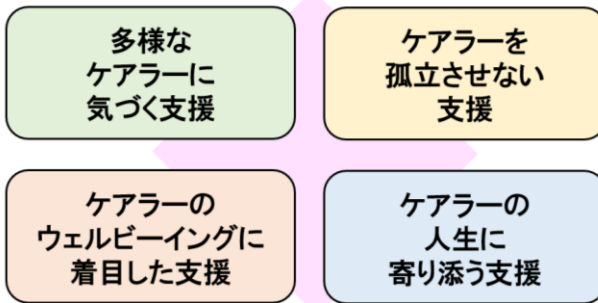 多様な
ケアラーに
気づく支援
ケアラーを
孤立させない
支援
ケアラーの
ウェルビーイングに
着目した支援
ケアラーの
人生に
寄り添う支援